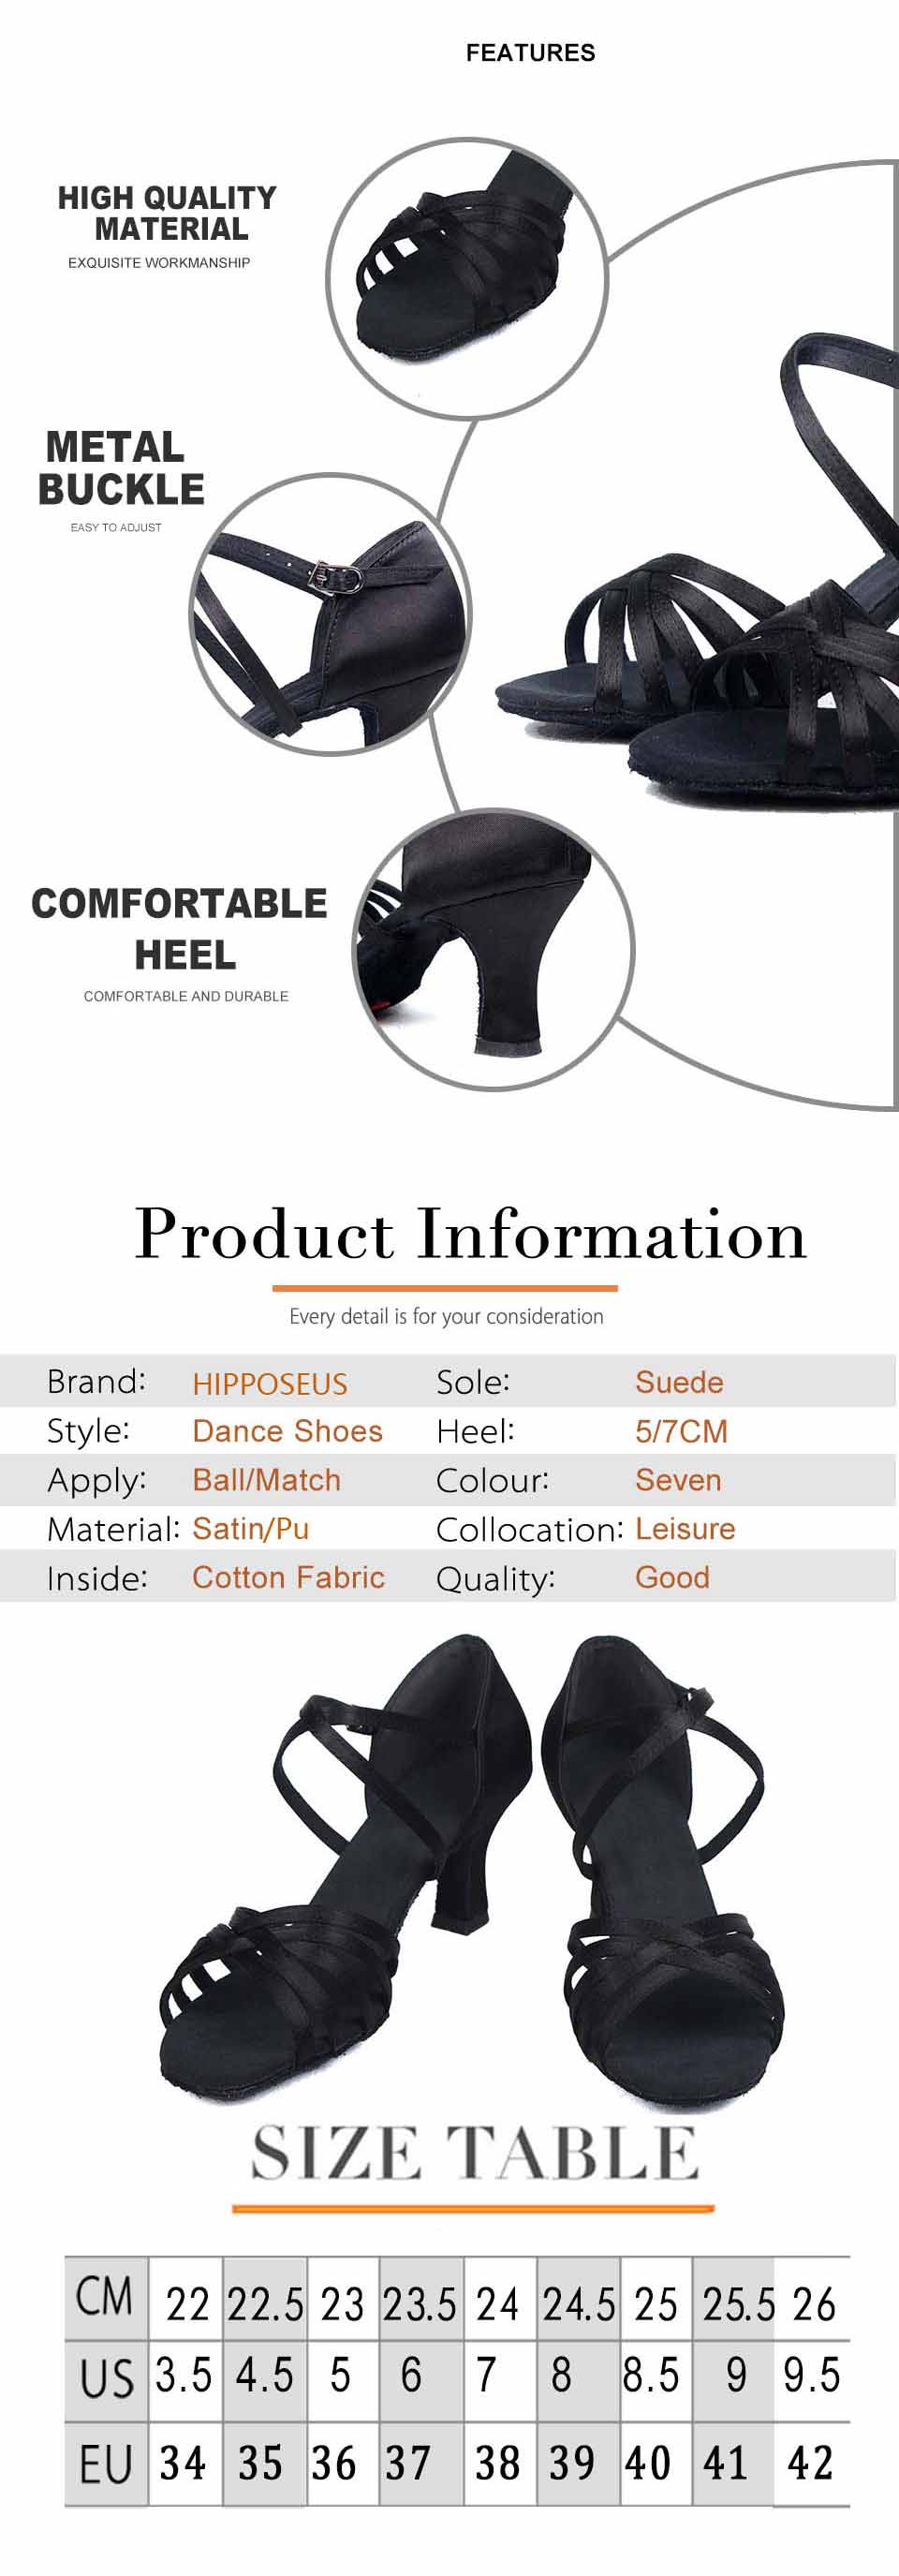 FEATURES
HIGH QUALITY
MATERIAL
EXQUISITE WORKMANSHIP
METAL
BUCKLE
EASY TO ADJUST
COMFORTABLE
HEEL
COMFORTABLE AND DURABLE
Product Information
Every detail is for your consideration
Brand: HIPPOSEUS Sole: Suede
Style: Dance Shoes Heel: 5/7CM
Apply: Ball/Match Colour: Seven
Material: Satin/Pu Collocation: Leisure
Inside: Cotton Fabric Quality: Good
SIZE TABLE
CM 22 22.5 23 23.5 24 24.5 25 25.5 26
US 3.5 4.5 5 6 7 8 8.5 9 9.5
EU 34 35 36 37 38 39 40 41 42